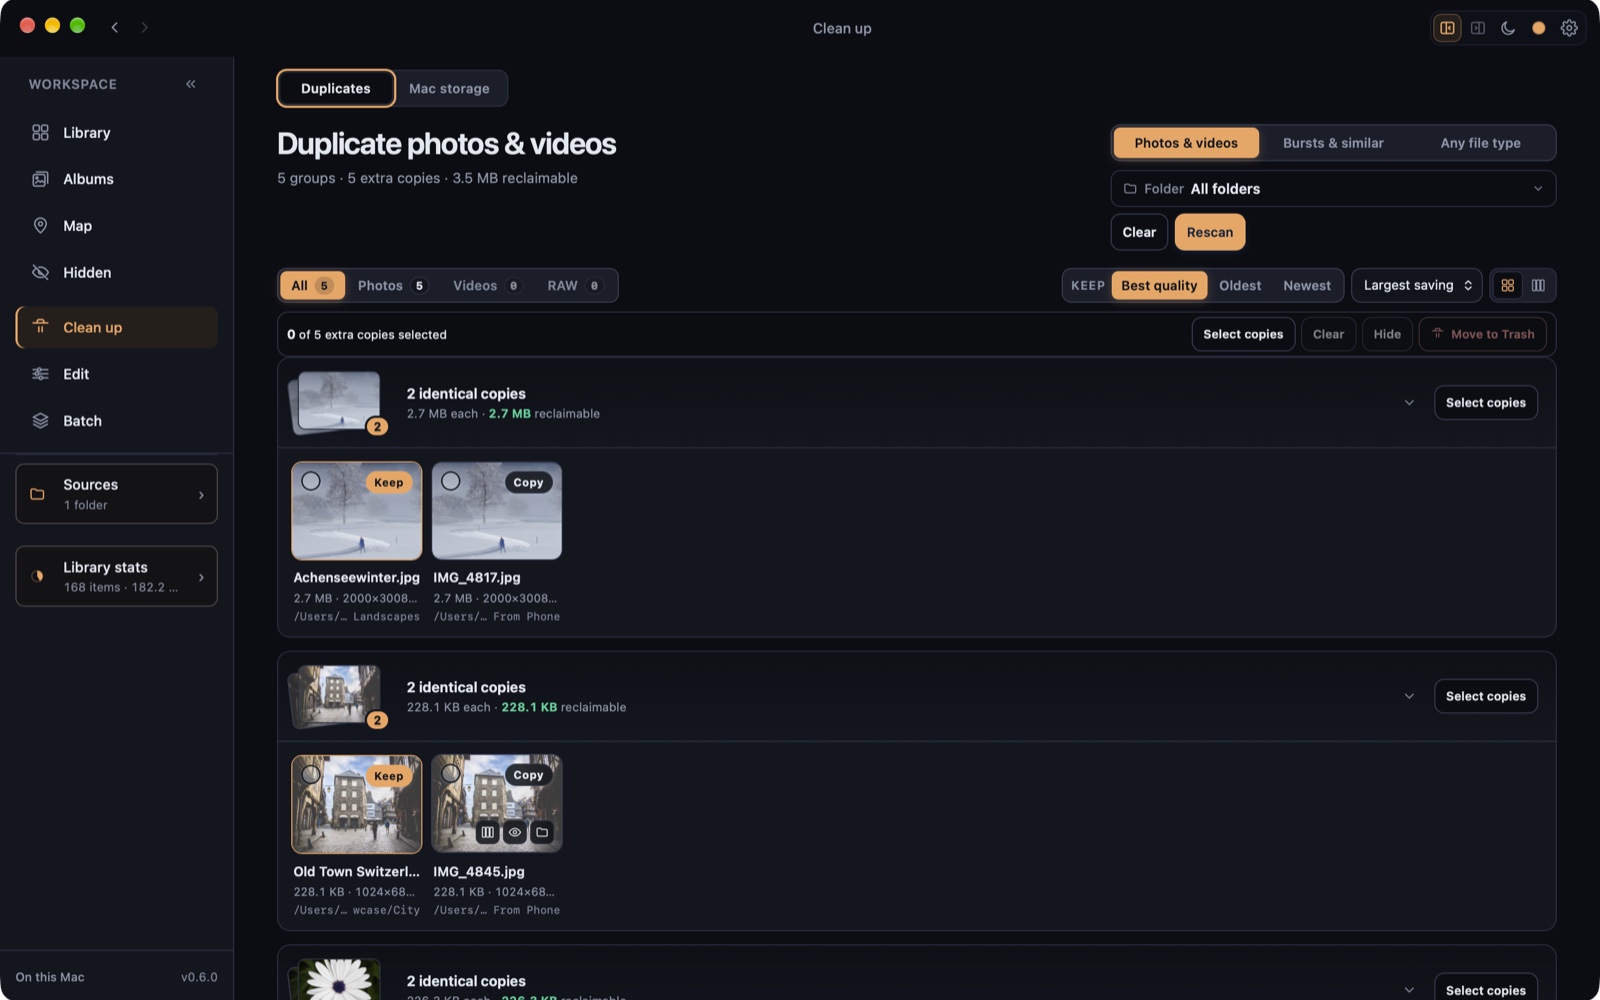 Clean up
WORKSPACE
Library
Albums
Map
Hidden
Clean up
Edit
Batch
Sources
1 folder
Library stats
168 items · 182.2 ...
On this Mac
v0.6.0
Duplicates
Mac storage
Duplicate photos & videos
5 groups · 5 extra copies · 3.5 MB reclaimable
Photos & videos
Bursts & similar
Any file type
Folder All folders
Clear
Rescan
All 5
Photos 5
Videos 0
RAW 0
KEEP
Best quality
Oldest
Newest
Largest saving
0 of 5 extra copies selected
Select copies
Clear
Hide
Move to Trash
2
2 identical copies
2.7 MB each · 2.7 MB reclaimable
Select copies
Keep
Copy
Achenseewinter.jpg
IMG_4817.jpg
2.7 MB · 2000×3008...
2.7 MB · 2000×3008...
/Users/… Landscapes
/Users/… From Phone
2
2 identical copies
228.1 KB each · 228.1 KB reclaimable
Select copies
Keep
Copy
Old Town Switzerl...
IMG_4845.jpg
228.1 KB · 1024×68...
228.1 KB · 1024×68...
/Users/… wcase/City
/Users/… From Phone
2 identical copies
Select copies